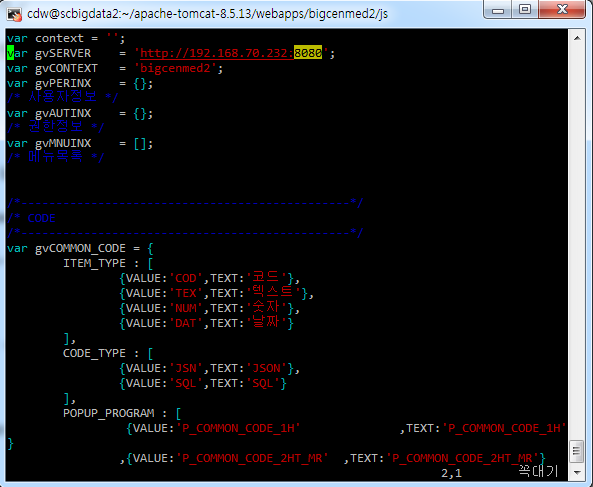 cdw@scbigdata2:~/apache-tomcat-8.5.13/webapps/bigcenmed2/js
var context = '';
var gvSERVER    = 'http://192.168.70.232:8080';
var gvCONTEXT   = 'bigcenmed2';
var gvPERINX    = {};
/* 사용자정보 */
var gvAUTINX    = {};
/* 권한정보 */
var gvMNUINX    = [];
/* 메뉴목록 */
/*-----------------------------------------------*/
/* CODE
/*-----------------------------------------------*/
var gvCOMMON_CODE = {
ITEM_TYPE : [
{VALUE:'COD',TEXT:'코드'},
{VALUE:'TEX',TEXT:'텍스트'},
{VALUE:'NUM',TEXT:'숫자'},
{VALUE:'DAT',TEXT:'날짜'}
],
CODE_TYPE : [
{VALUE:'JSN',TEXT:'JSON'},
{VALUE:'SQL',TEXT:'SQL'}
],
POPUP_PROGRAM : [
{VALUE:'P_COMMON_CODE_1H'              ,TEXT:'P_COMMON_CODE_1H'
}
,{VALUE:'P_COMMON_CODE_2HT_MR'  ,TEXT:'P_COMMON_CODE_2HT_MR'}
2,1        꼭대기